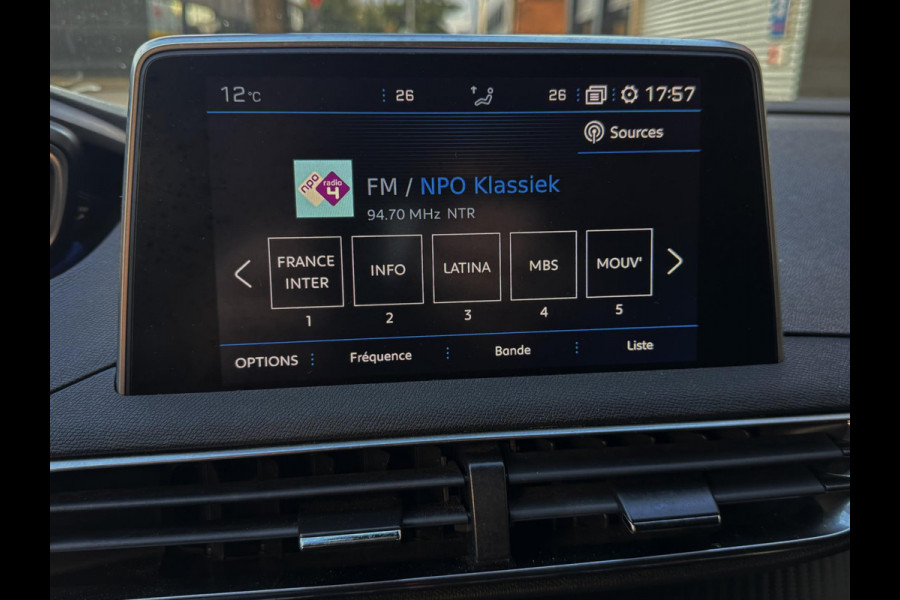 12°C
26
26
17:57
Sources
npo
radio
4
FM / NPO Klassiek
94.70 MHz NTR
FRANCE
INTER
INFO
LATINA
MBS
MOUV'
1
2
3
4
5
OPTIONS
Fréquence
Bande
Liste